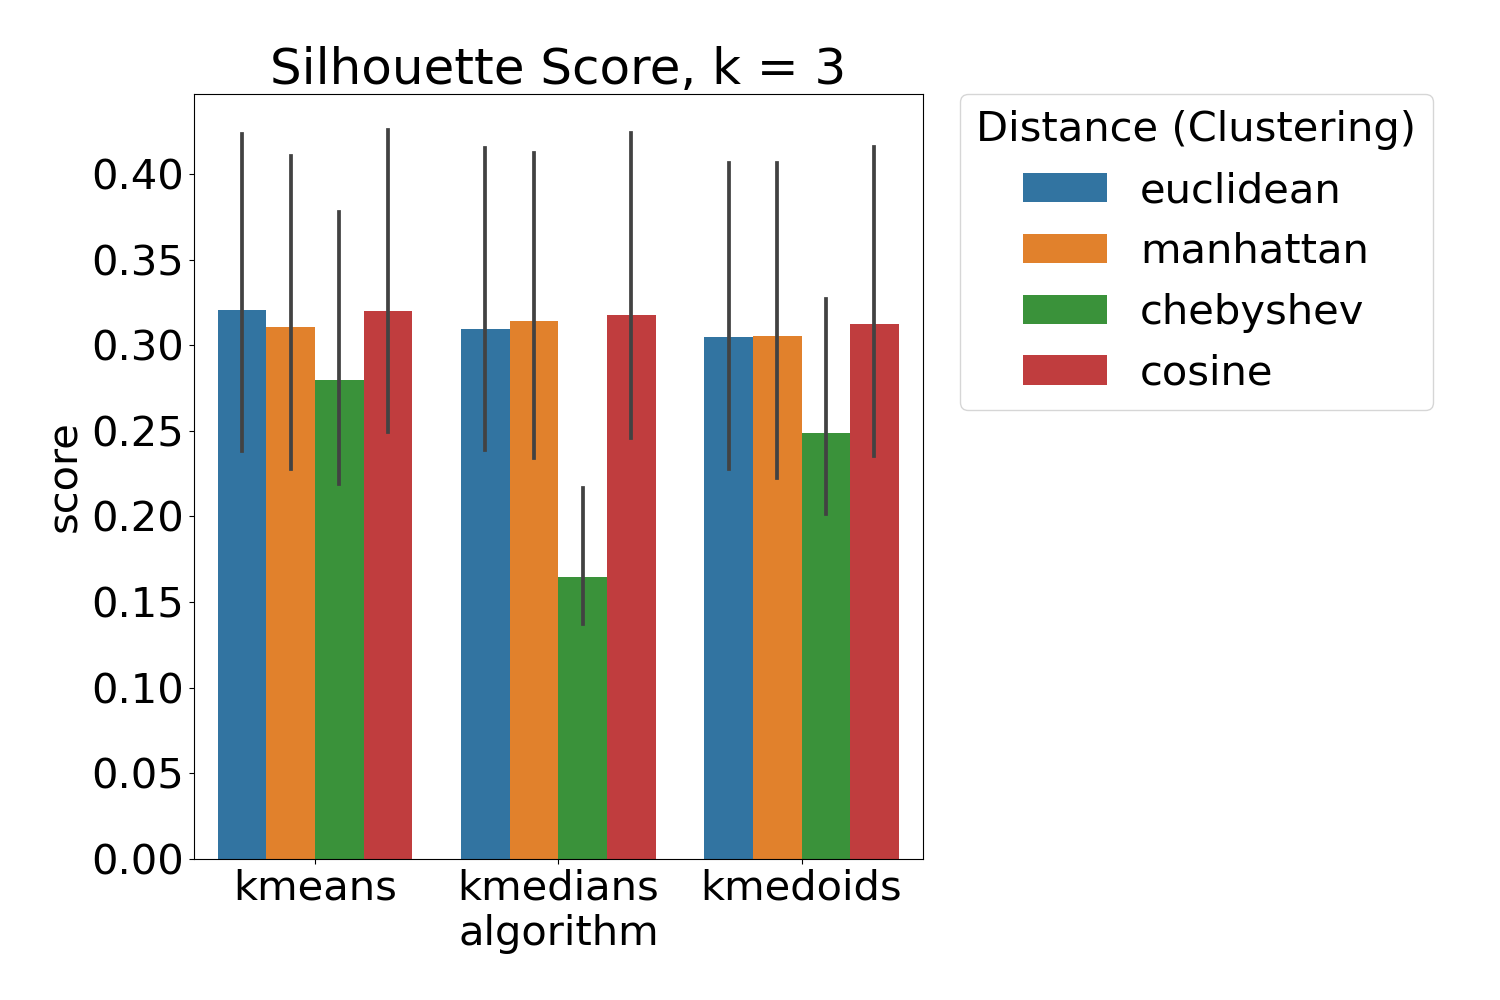 Silhouette Score, k = 3
Distance (Clustering)
euclidean
manhattan
chebyshev
cosine
score
0.40
0.35
0.30
0.25
0.20
0.15
0.10
0.05
0.00
kmeans kmedians kmedoids
algorithm